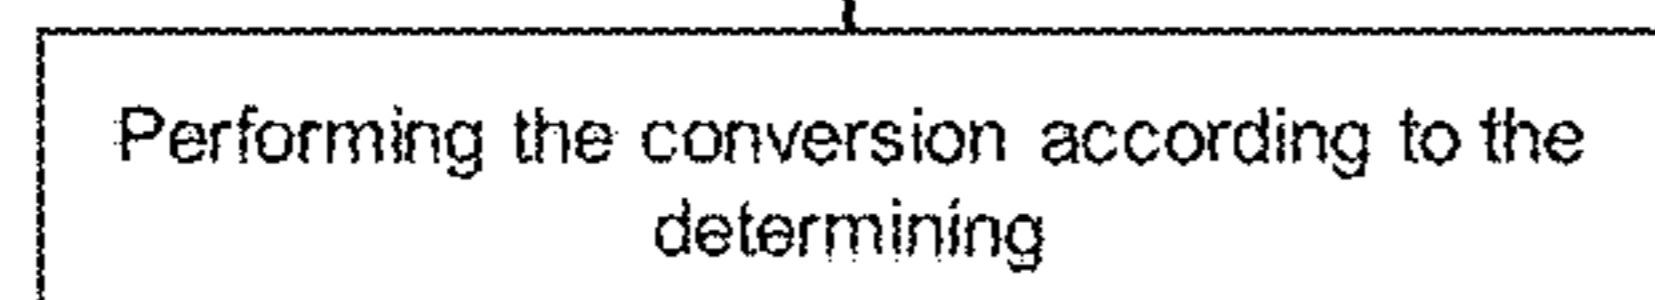 Performing the conversion according to the
determining